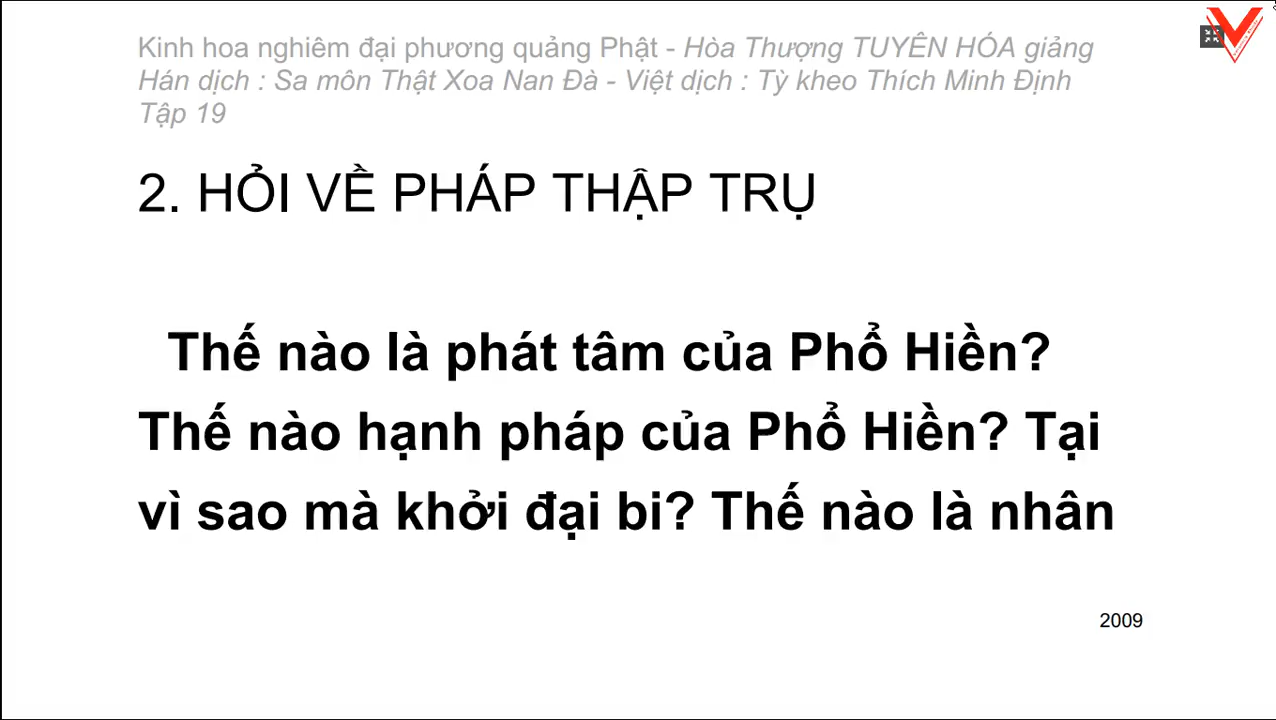 Kinh hoa nghiêm đại phương quảng Phật - Hòa Thượng TUYÊN HÓA giảng
Hán dịch : Sa môn Thật Xoa Nan Đà - Việt dịch : Tỳ kheo Thích Minh Định
Tập 19
2. HỎI VỀ PHÁP THẬP TRỤ
Thế nào là phát tâm của Phổ Hiền?
Thế nào hạnh pháp của Phổ Hiền? Tại
vì sao mà khởi đại bi? Thế nào là nhân
2009